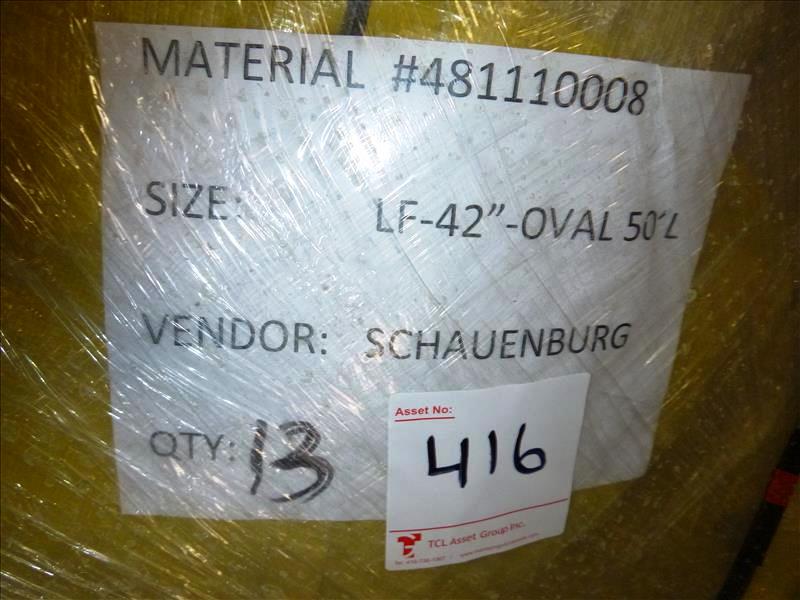 MATERIAL #481110008
SIZE: LF-42"-OVAL 50'L
VENDOR: SCHAUENBURG
QTY: 13
Asset No:
416
TCL Asset Group Inc.